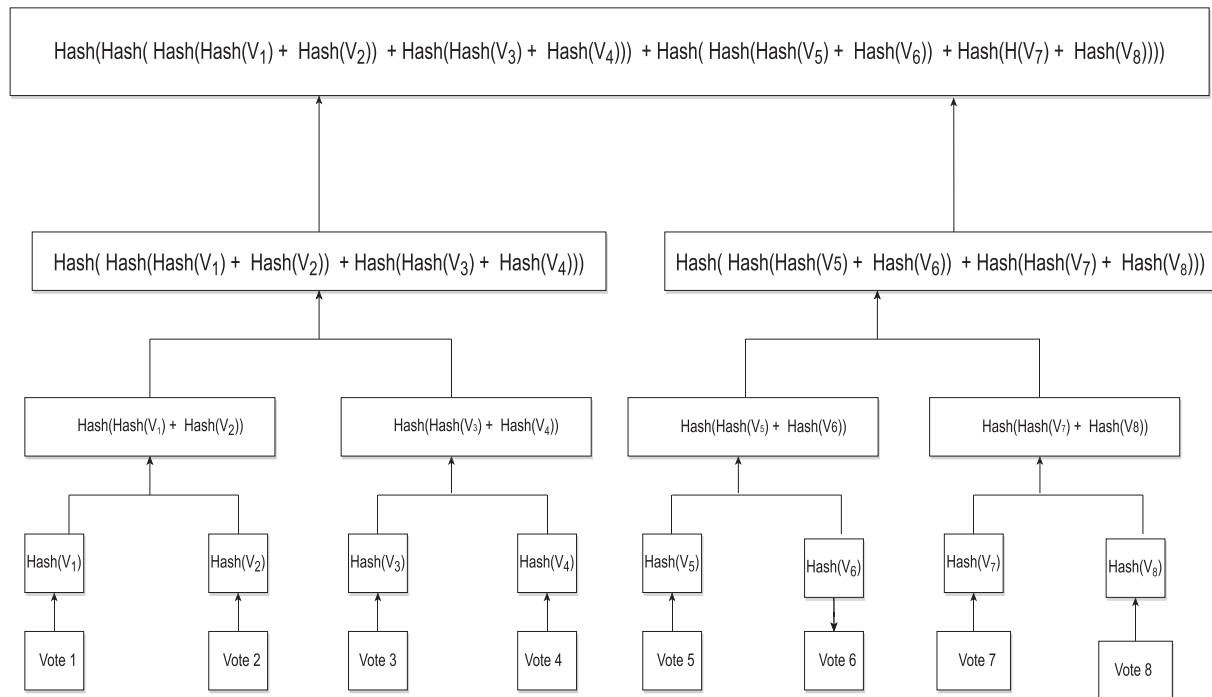 Hash(Hash( Hash(Hash(V₁) + Hash(V₂)) + Hash(Hash(V₃) + Hash(V₄))) + Hash( Hash(Hash(V₅) + Hash(V₆)) + Hash(H(V₇) + Hash(V₈))))
Hash( Hash(Hash(V₁) + Hash(V₂)) + Hash(Hash(V₃) + Hash(V₄)))
Hash( Hash(Hash(V5) + Hash(V₆)) + Hash(Hash(V₇) + Hash(V₈)))
Hash(Hash(V₁) + Hash(V₂))
Hash(Hash(V₃) + Hash(V₄))
Hash(Hash(V₅) + Hash(V6))
Hash(Hash(V₇) + Hash(V8))
Hash(V₁)
Hash(V₂)
Hash(V₃)
Hash(V₄)
Hash(V₅)
Hash(V₆)
Hash(V₇)
Hash(V₈)
Vote 1
Vote 2
Vote 3
Vote 4
Vote 5
Vote 6
Vote 7
Vote 8